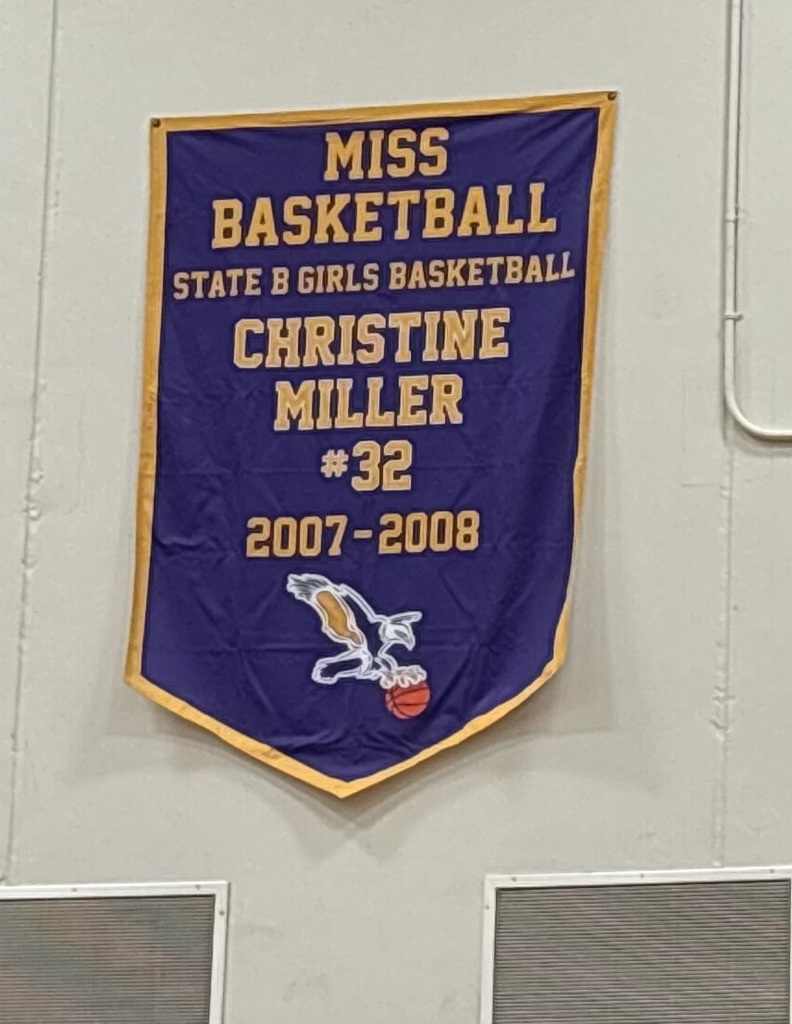 MISS
BASKETBALL
STATE B GIRLS BASKETBALL
CHRISTINE
MILLER
#32
2007-2008